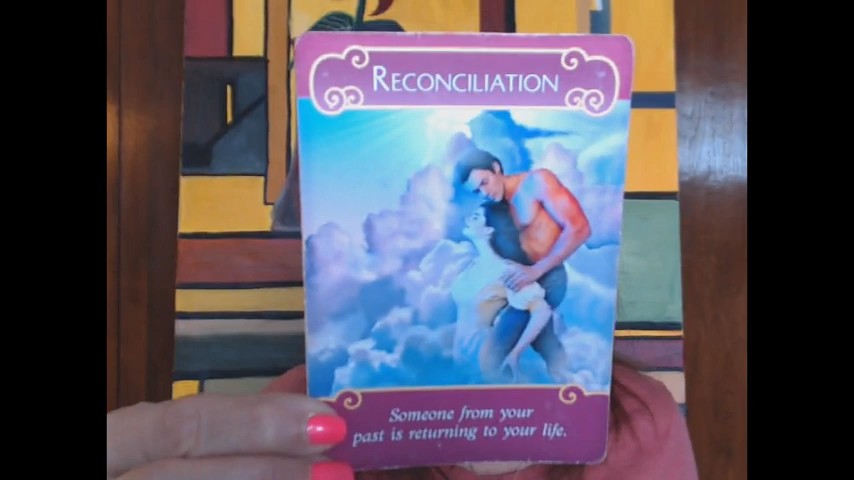 RECONCILIATION
Someone from your
past is returning to your life.